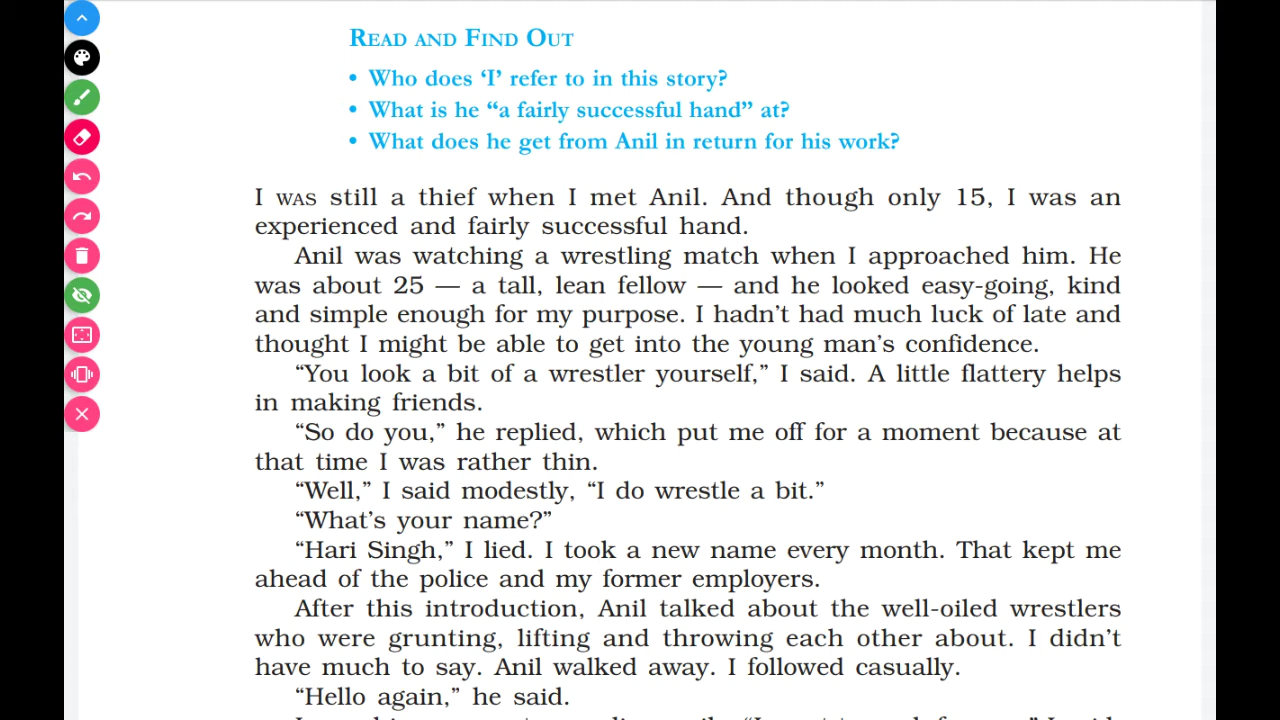 READ AND FIND OUT
• Who does ‘I’ refer to in this story?
• What is he “a fairly successful hand” at?
• What does he get from Anil in return for his work?
I WAS still a thief when I met Anil. And though only 15, I was an
experienced and fairly successful hand.
Anil was watching a wrestling match when I approached him. He
was about 25 — a tall, lean fellow — and he looked easy-going, kind
and simple enough for my purpose. I hadn’t had much luck of late and
thought I might be able to get into the young man’s confidence.
“You look a bit of a wrestler yourself,” I said. A little flattery helps
in making friends.
“So do you,” he replied, which put me off for a moment because at
that time I was rather thin.
“Well,” I said modestly, “I do wrestle a bit.”
“What’s your name?”
“Hari Singh,” I lied. I took a new name every month. That kept me
ahead of the police and my former employers.
After this introduction, Anil talked about the well-oiled wrestlers
who were grunting, lifting and throwing each other about. I didn’t
have much to say. Anil walked away. I followed casually.
“Hello again,” he said.